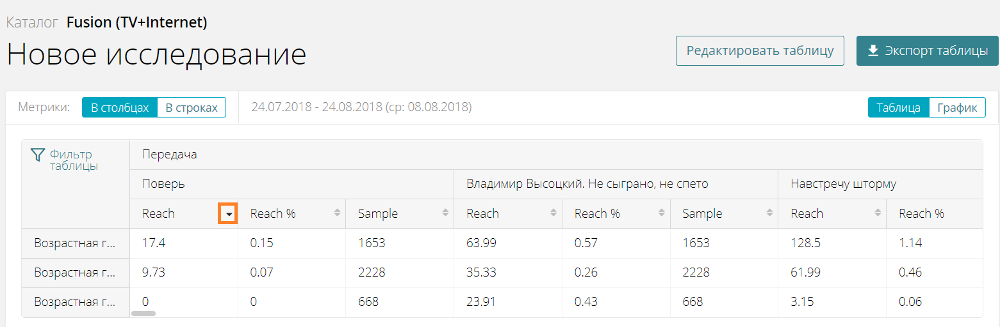 Каталог Fusion (TV+Internet)
Новое исследование
Редактировать таблицу Экспорт таблицы
Метрики: В столбцах В строках 24.07.2018 - 24.08.2018 (ср: 08.08.2018) Таблица График
Фильтр
таблицы
Передача
Поверь Владимир Высоцкий. Не сыграно, не спето Навстречу шторму
Reach Reach % Sample Reach Reach % Sample Reach Reach %
Возрастная г... 17.4 0.15 1653 63.99 0.57 1653 128.5 1.14
Возрастная г... 9.73 0.07 2228 35.33 0.26 2228 61.99 0.46
Возрастная г... 0 0 668 23.91 0.43 668 3.15 0.06